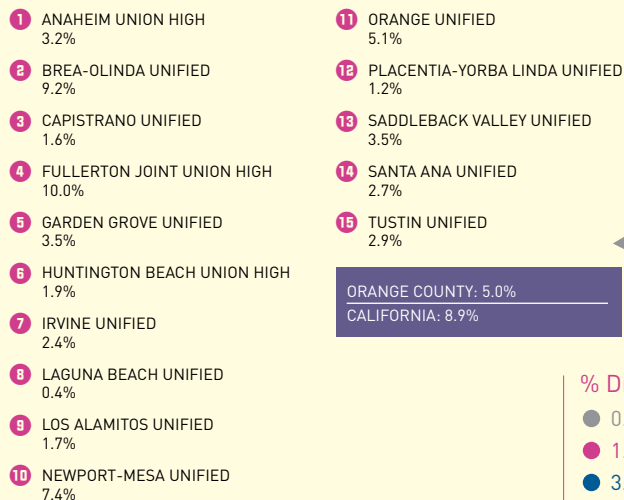 1 ANAHEIM UNION HIGH
3.2%
2 BREA-OLINDA UNIFIED
9.2%
3 CAPISTRANO UNIFIED
1.6%
4 FULLERTON JOINT UNION HIGH
10.0%
5 GARDEN GROVE UNIFIED
3.5%
6 HUNTINGTON BEACH UNION HIGH
1.9%
7 IRVINE UNIFIED
2.4%
8 LAGUNA BEACH UNIFIED
0.4%
9 LOS ALAMITOS UNIFIED
1.7%
10 NEWPORT-MESA UNIFIED
7.4%
11 ORANGE UNIFIED
5.1%
12 PLACENTIA-YORBA LINDA UNIFIED
1.2%
13 SADDLEBACK VALLEY UNIFIED
3.5%
14 SANTA ANA UNIFIED
2.7%
15 TUSTIN UNIFIED
2.9%
ORANGE COUNTY: 5.0%
CALIFORNIA: 8.9%
%